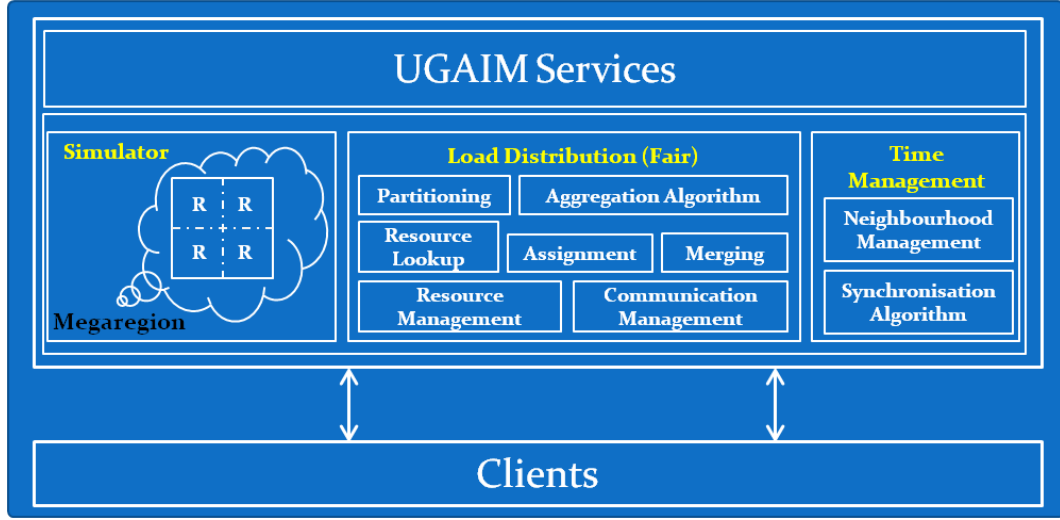 UGAIM Services
Simulator
R R
R R
Megaregion
Load Distribution (Fair)
Partitioning
Aggregation Algorithm
Resource
Lookup
Assignment
Merging
Resource
Management
Communication
Management
Time
Management
Neighbourhood
Management
Synchronisation
Algorithm
Clients